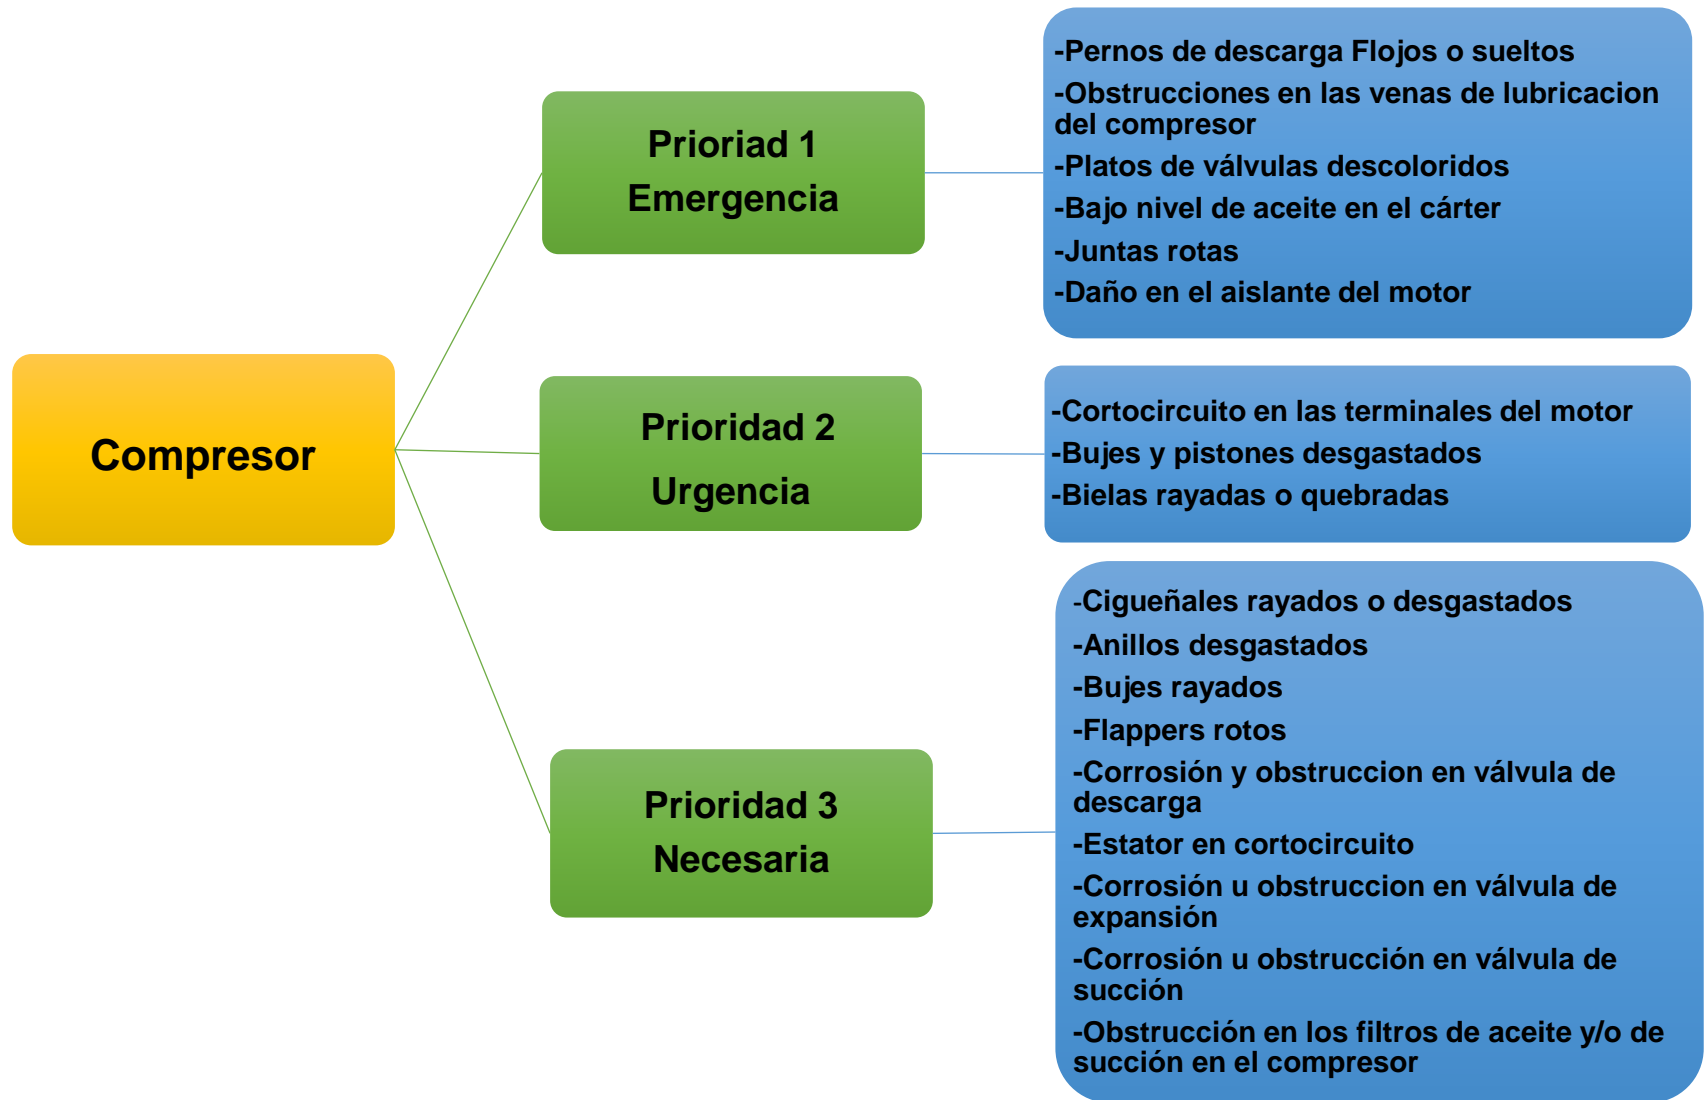 Compresor
Prioriad 1
Emergencia
-Pernos de descarga Flojos o sueltos
-Obstrucciones en las venas de lubricacion
del compresor
-Platos de válvulas descoloridos
-Bajo nivel de aceite en el cárter
-Juntas rotas
-Daño en el aislante del motor
Prioridad 2
Urgencia
-Cortocircuito en las terminales del motor
-Bujes y pistones desgastados
-Bielas rayadas o quebradas
Prioridad 3
Necesaria
-Cigueñales rayados o desgastados
-Anillos desgastados
-Bujes rayados
-Flappers rotos
-Corrosión y obstruccion en válvula de
descarga
-Estator en cortocircuito
-Corrosión u obstruccion en válvula de
expansión
-Corrosión u obstrucción en válvula de
succión
-Obstrucción en los filtros de aceite y/o de
succión en el compresor